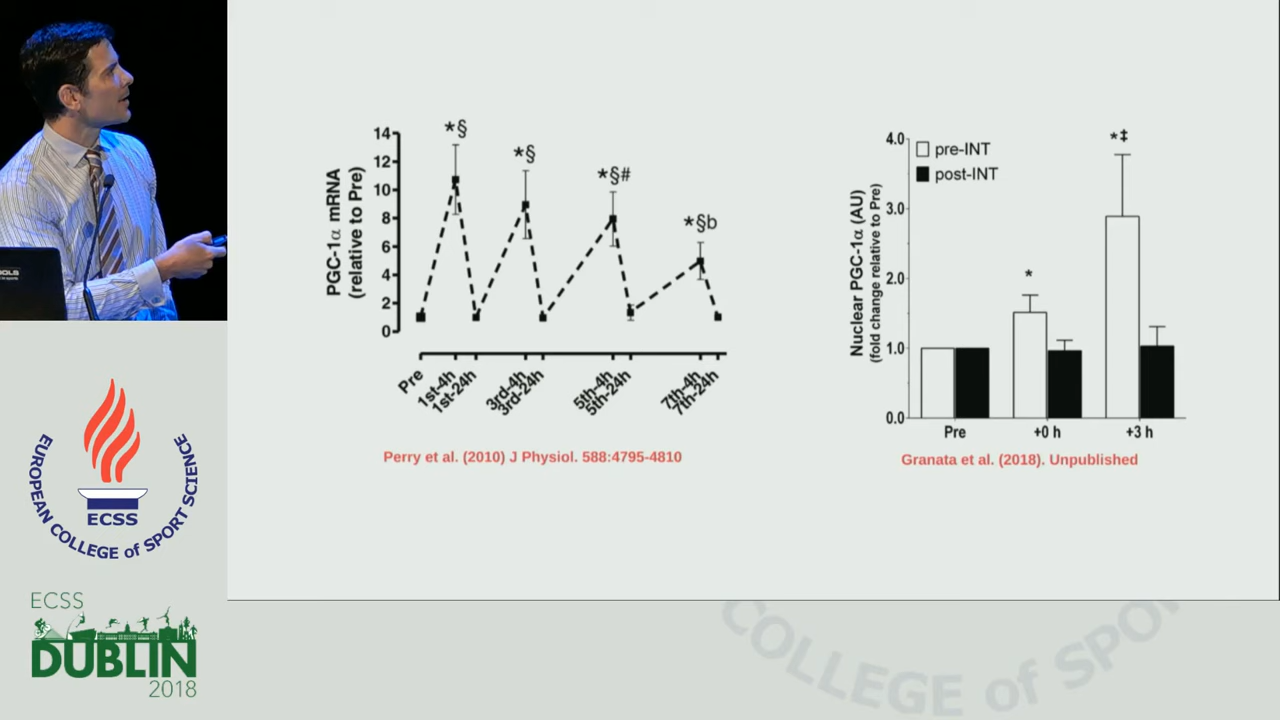 14
12
10
8
6
4
2
0
PGC-1α mRNA
(relative to Pre)
*§
*§
*§#
*§b
Pre
1st-4h
1st-24h
3rd-4h
3rd-24h
5th-4h
5th-24h
7th-4h
7th-24h
Perry et al. (2010) J Physiol. 588:4795-4810
4.0
3.0
2.0
1.0
0.0
Nuclear PGC-1α (AU)
(fold change relative to Pre)
pre-INT
post-INT
*
*‡
Pre
+0 h
+3 h
Granata et al. (2018). Unpublished
EUROPEAN COLLEGE of SPORT SCIENCE
ECSS
ECSS
DUBLIN
2018
COLLEGE of SPOR